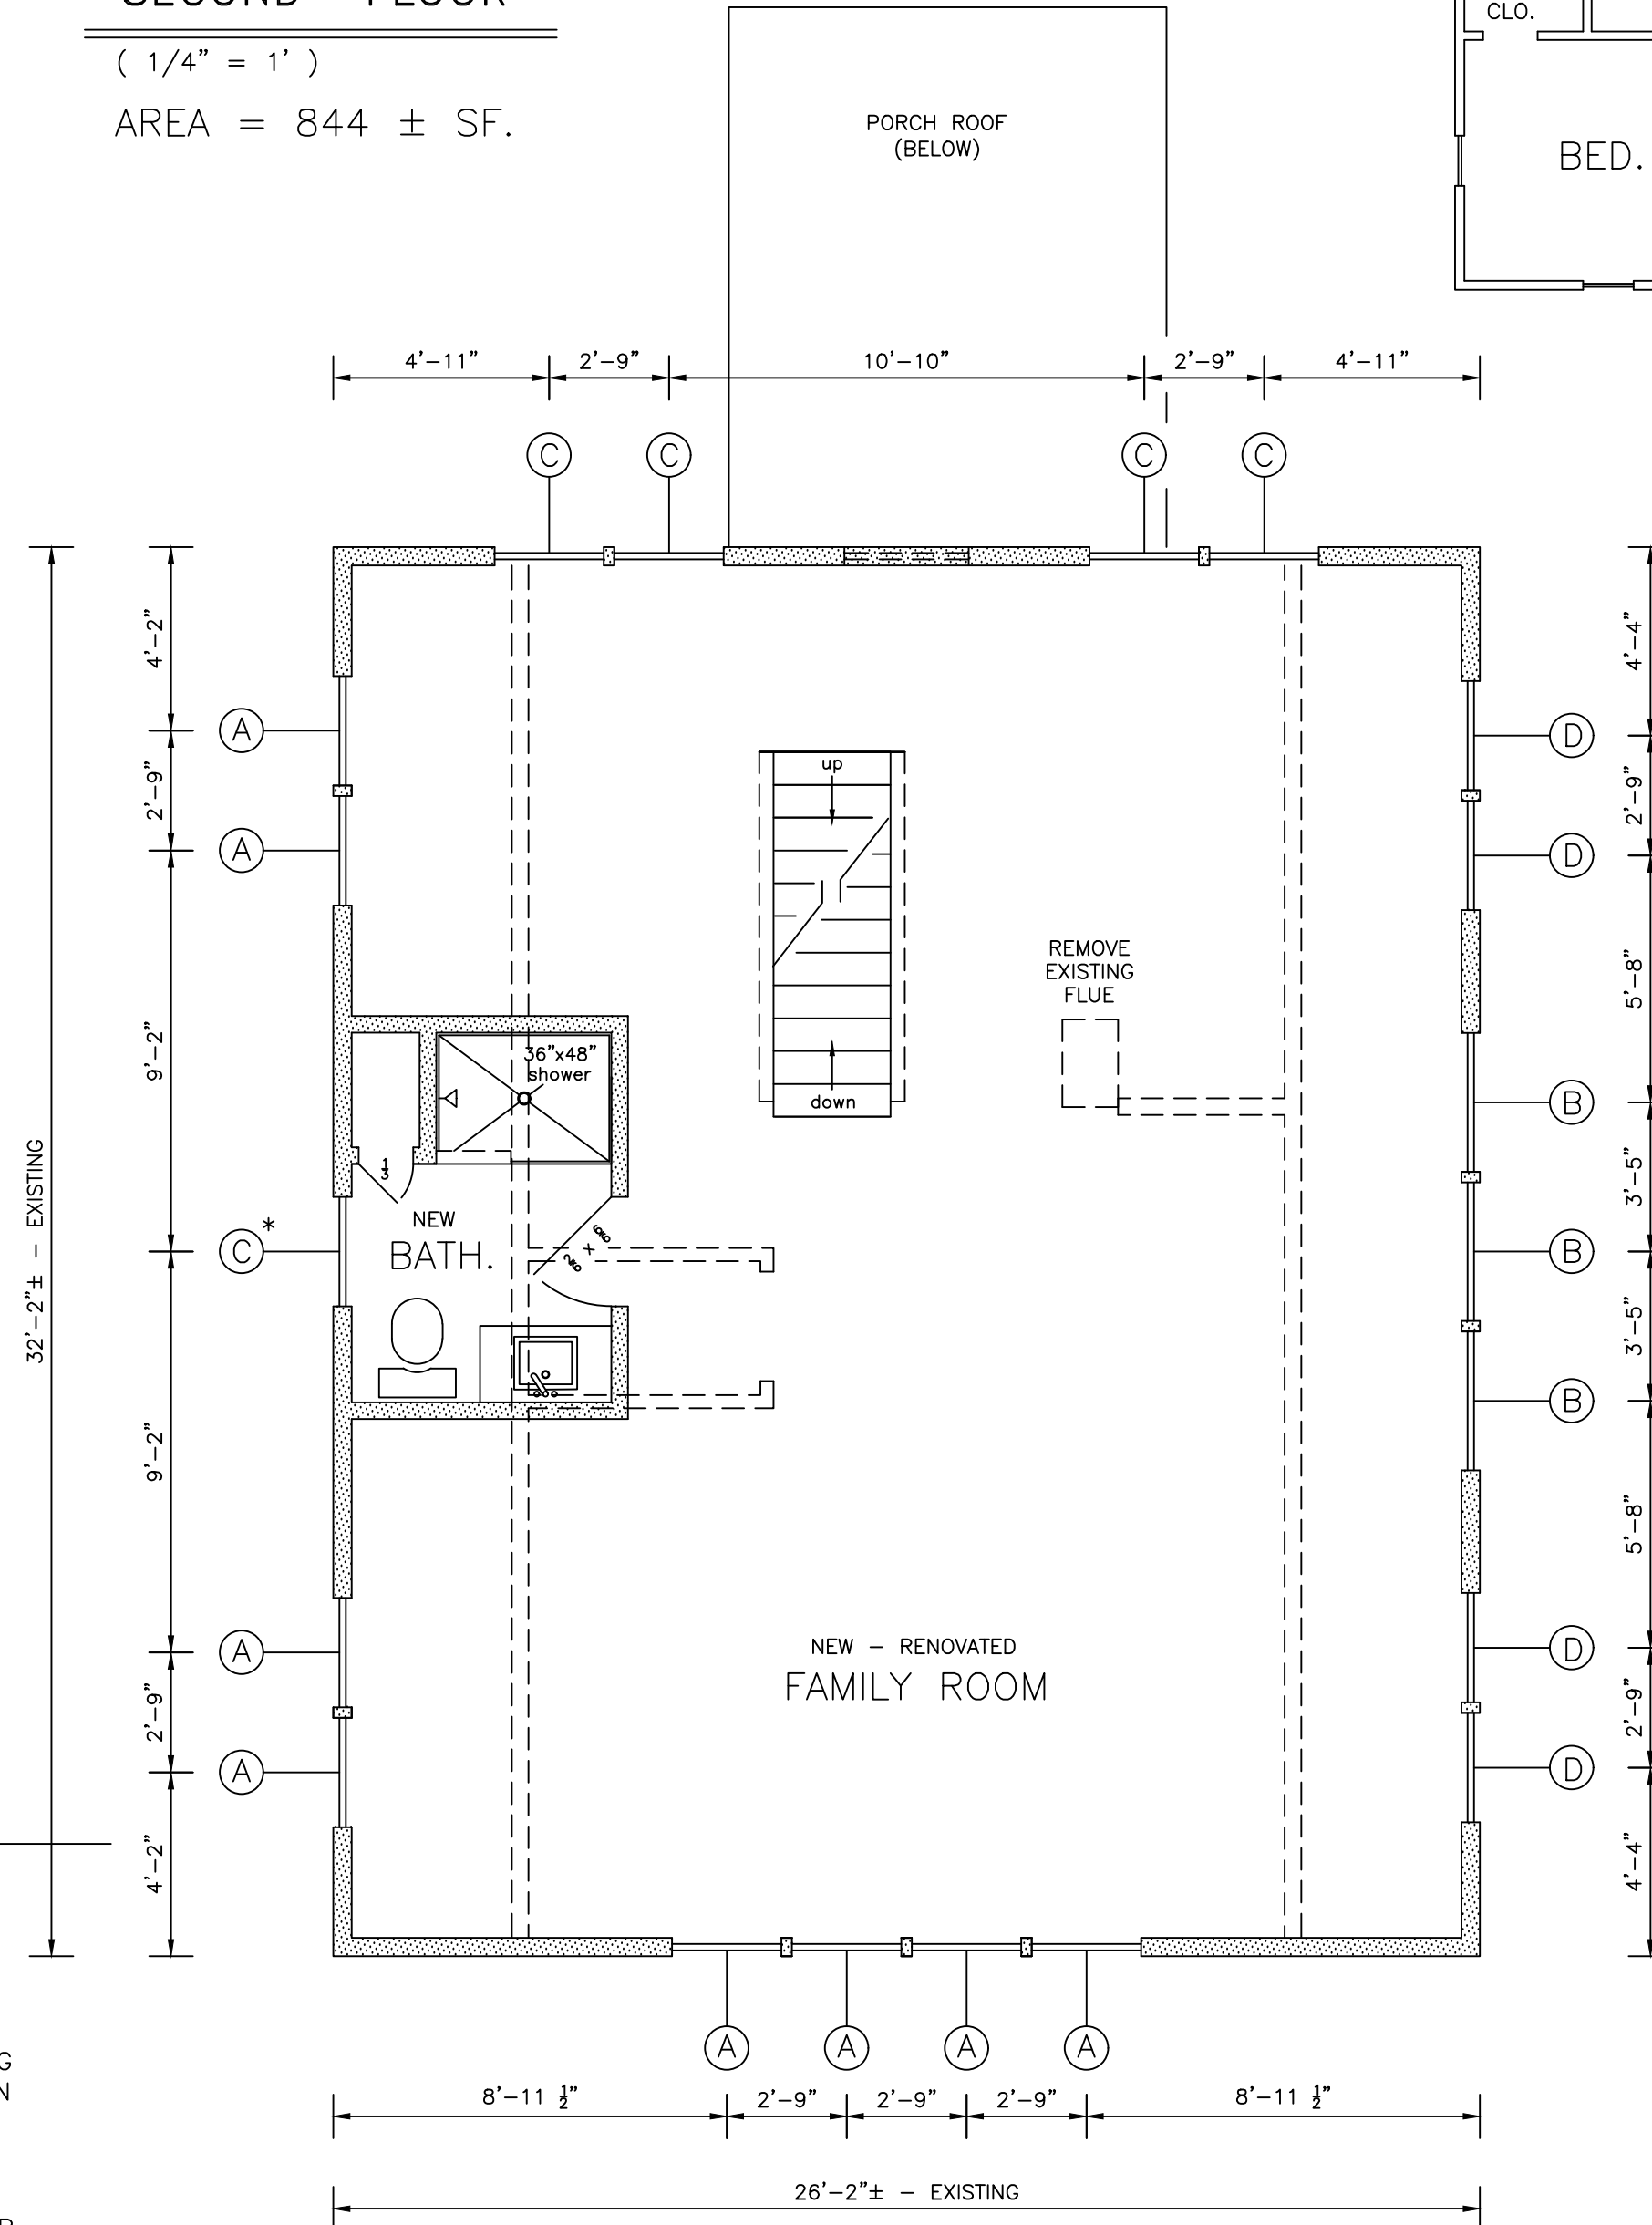 SECOND FLOOR
( 1/4" = 1' )
AREA = 844 ± SF.
CLO.
BED.
PORCH ROOF
(BELOW)
4'-11" 2'-9" 10'-10" 2'-9" 4'-11"
C C C C
4'-2"
2'-9"
9'-2"
9'-2"
2'-9"
4'-2"
32'-2"± - EXISTING
A
A
C*
A
A
up
down
REMOVE
EXISTING
FLUE
36"x48"
shower
1/3
NEW
BATH.
NEW - RENOVATED
FAMILY ROOM
D
D
B
B
B
D
D
4'-4"
2'-9"
5'-8"
3'-5"
3'-5"
5'-8"
2'-9"
4'-4"
A A A A
8'-11 1/2" 2'-9" 2'-9" 2'-9" 8'-11 1/2"
26'-2"± - EXISTING
G
N